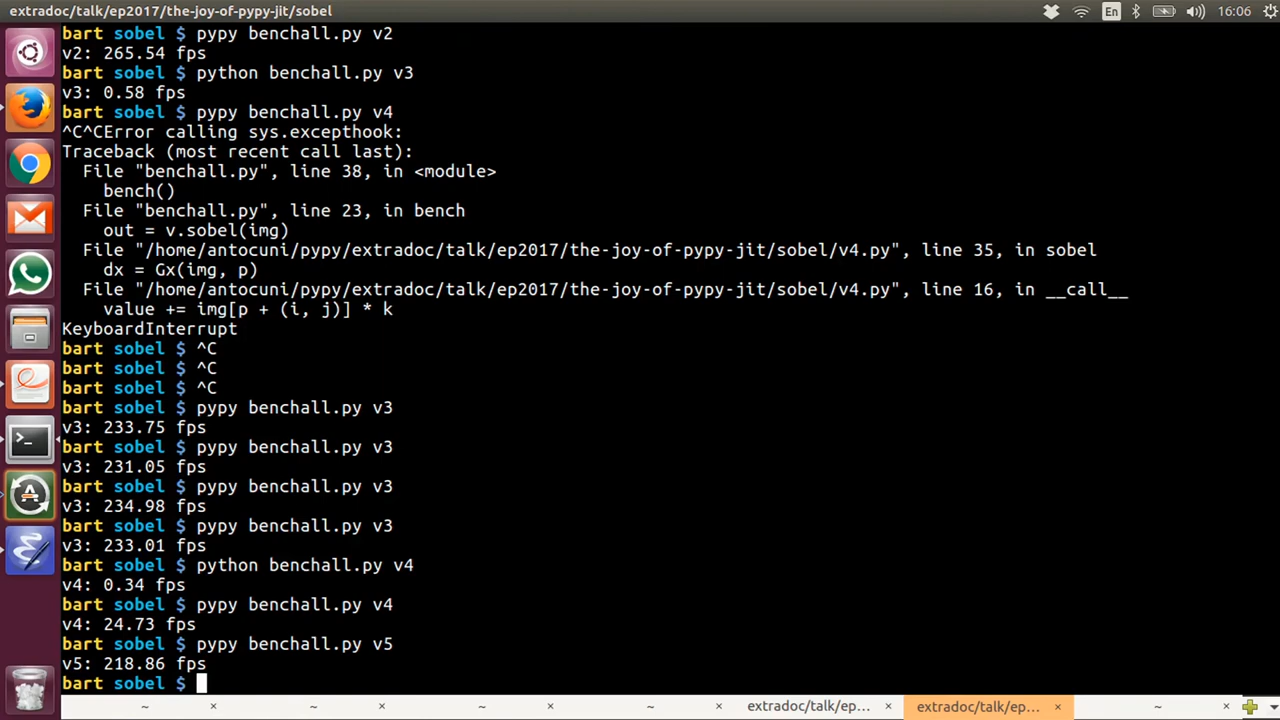 extradoc/talk/ep2017/the-joy-of-pypy-jit/sobel
En
16:06
bart sobel $ pypy benchall.py v2
v2: 265.54 fps
bart sobel $ python benchall.py v3
v3: 0.58 fps
bart sobel $ pypy benchall.py v4
^C^CError calling sys.excepthook:
Traceback (most recent call last):
  File "benchall.py", line 38, in <module>
    bench()
  File "benchall.py", line 23, in bench
    out = v.sobel(img)
  File "/home/antocuni/pypy/extradoc/talk/ep2017/the-joy-of-pypy-jit/sobel/v4.py", line 35, in sobel
    dx = Gx(img, p)
  File "/home/antocuni/pypy/extradoc/talk/ep2017/the-joy-of-pypy-jit/sobel/v4.py", line 16, in __call__
    value += img[p + (i, j)] * k
KeyboardInterrupt
bart sobel $ ^C
bart sobel $ ^C
bart sobel $ ^C
bart sobel $ pypy benchall.py v3
v3: 233.75 fps
bart sobel $ pypy benchall.py v3
v3: 231.05 fps
bart sobel $ pypy benchall.py v3
v3: 234.98 fps
bart sobel $ pypy benchall.py v3
v3: 233.01 fps
bart sobel $ python benchall.py v4
v4: 0.34 fps
bart sobel $ pypy benchall.py v4
v4: 24.73 fps
bart sobel $ pypy benchall.py v5
v5: 218.86 fps
bart sobel $
~ × ~ × ~ × ~ × extradoc/talk/ep... × extradoc/talk/ep... × ~ ×